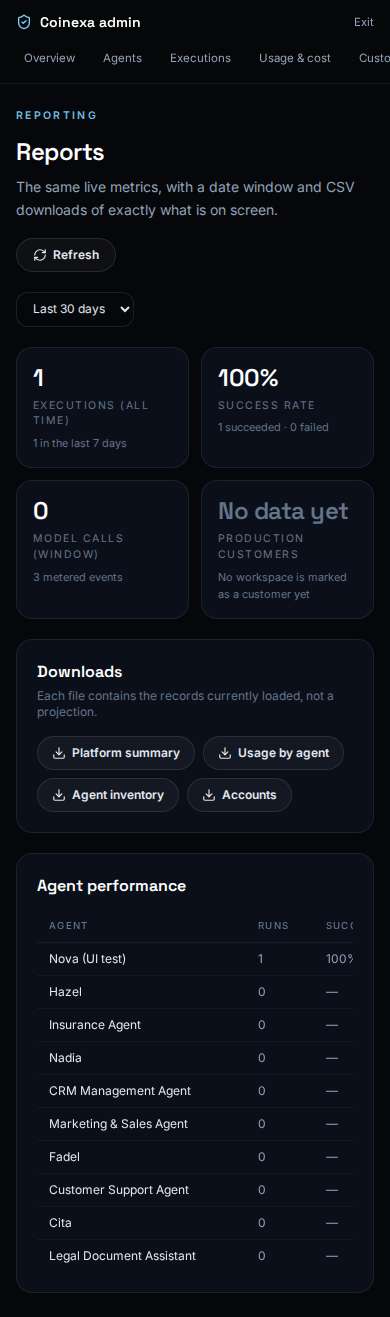 Coinexa admin
Exit
Overview Agents Executions Usage & cost Custo
REPORTING
Reports
The same live metrics, with a date window and CSV
downloads of exactly what is on screen.
Refresh
Last 30 days
1
EXECUTIONS (ALL
TIME)
1 in the last 7 days
100%
SUCCESS RATE
1 succeeded · 0 failed
0
MODEL CALLS
(WINDOW)
3 metered events
No data yet
PRODUCTION
CUSTOMERS
No workspace is marked
as a customer yet
Downloads
Each file contains the records currently loaded, not a
projection.
Platform summary
Usage by agent
Agent inventory
Accounts
Agent performance
AGENT RUNS SUCC
Nova (UI test) 1 100%
Hazel 0 —
Insurance Agent 0 —
Nadia 0 —
CRM Management Agent 0 —
Marketing & Sales Agent 0 —
Fadel 0 —
Customer Support Agent 0 —
Cita 0 —
Legal Document Assistant 0 —